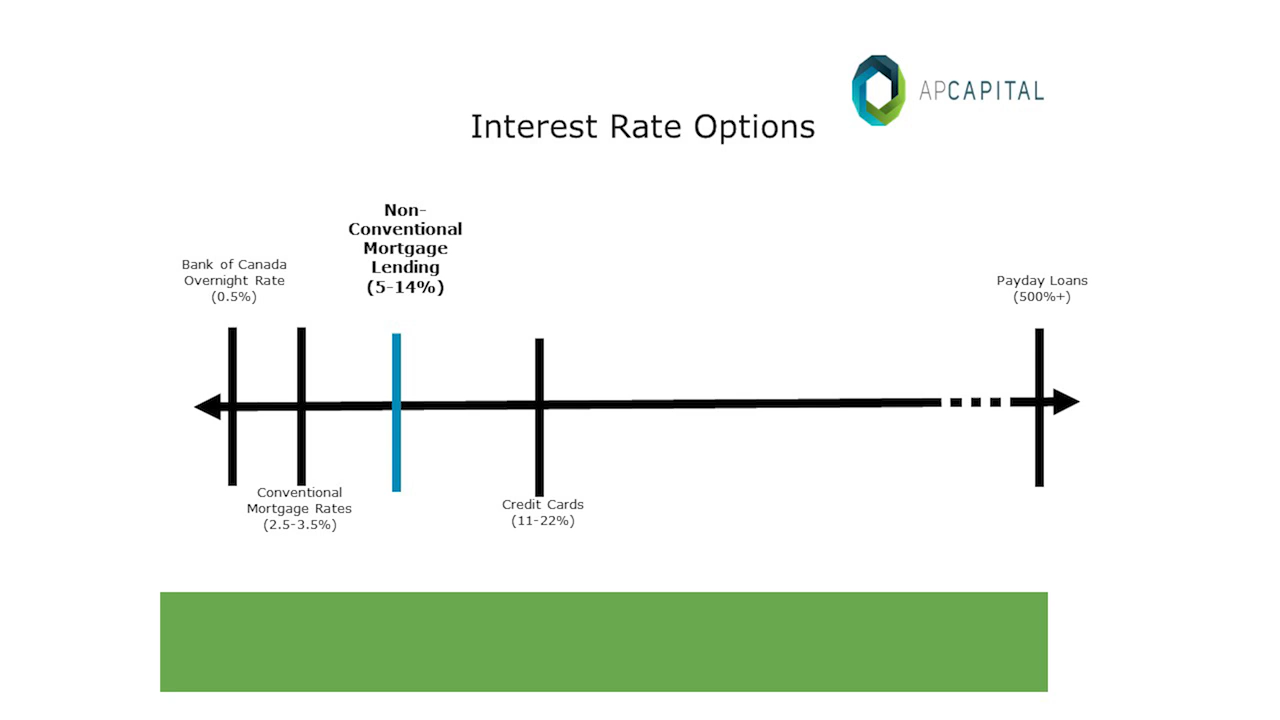 APCAPITAL
Interest Rate Options
Non-
Conventional
Mortgage
Lending
(5-14%)
Bank of Canada
Overnight Rate
(0.5%)
Payday Loans
(500%+)
Conventional
Mortgage Rates
(2.5-3.5%)
Credit Cards
(11-22%)